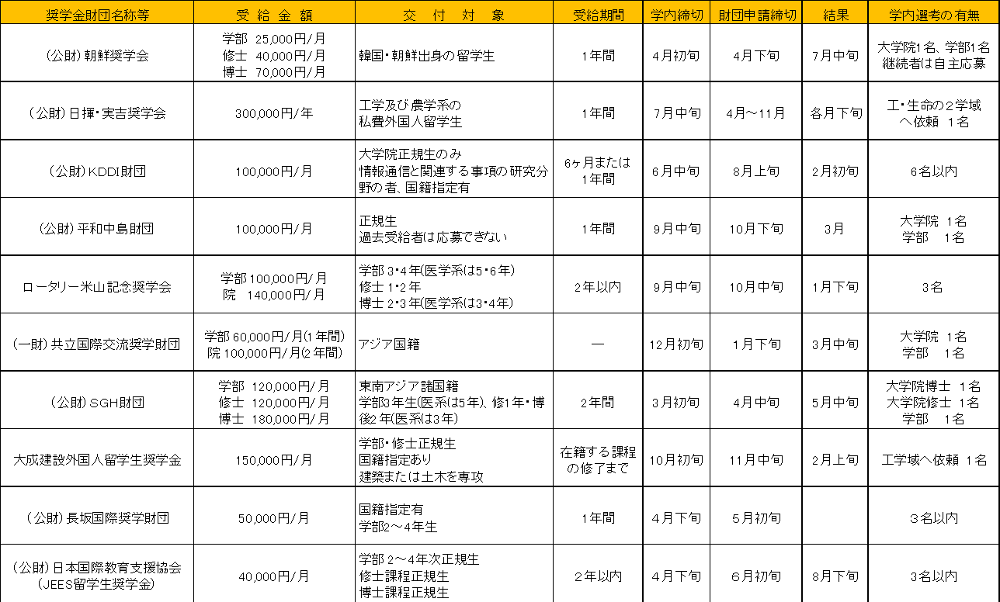 奨学金財団名称等 受給金額 交付対象 受給期間 学内締切 財団申請締切 結果 学内選考の有無
(公財)朝鮮奨学会
学部 25,000円/月
修士 40,000円/月
博士 70,000円/月
韓国・朝鮮出身の留学生
1年間
4月初旬
4月下旬
7月中旬
大学院1名、学部1名
継続者は自主応募
(公財)日揮・実吉奨学会
300,000円/年
工学及び農学系の
私費外国人留学生
1年間
7月中旬
4月～11月
各月下旬
工・生命の2学域
へ依頼 1名
(公財)KDDI財団
100,000円/月
大学院正規生のみ
情報通信と関連する事項の研究分
野の者、国籍指定有
6ヶ月または
1年間
6月中旬
8月上旬
2月初旬
6名以内
(公財)平和中島財団
100,000円/月
正規生
過去受給者は応募できない
1年間
9月中旬
10月下旬
3月
大学院 1名
学部 1名
ロータリー米山記念奨学会
学部100,000円/月
院 140,000円/月
学部3・4年(医学系は5・6年)
修士1・2年
博士2・3年(医学系は3・4年)
2年以内
9月中旬
10月中旬
1月下旬
3名
(一財)共立国際交流奨学財団
学部60,000円/月(1年間)
院100,000円/月(2年間)
アジア国籍
―
12月初旬
1月下旬
3月中旬
大学院 1名
学部 1名
(公財)SGH財団
学部 120,000円/月
修士 120,000円/月
博士 180,000円/月
東南アジア諸国籍
学部3年生(医系は5年)、修1年・博
後2年(医系は3年)
2年間
3月初旬
4月中旬
5月中旬
大学院博士 1名
大学院修士 1名
学部 1名
大成建設外国人留学生奨学金
150,000円/月
学部・修士正規生
国籍指定あり
建築または土木を専攻
在籍する課程
の修了まで
10月初旬
11月中旬
2月上旬
工学域へ依頼 1名
(公財)長坂国際奨学財団
50,000円/月
国籍指定有
学部2～4年生
1年間
4月下旬
5月初旬
3名以内
(公財)日本国際教育支援協会
(JEES留学生奨学金)
40,000円/月
学部2～4年次正規生
修士課程正規生
博士課程正規生
2年以内
4月下旬
6月初旬
8月下旬
3名以内